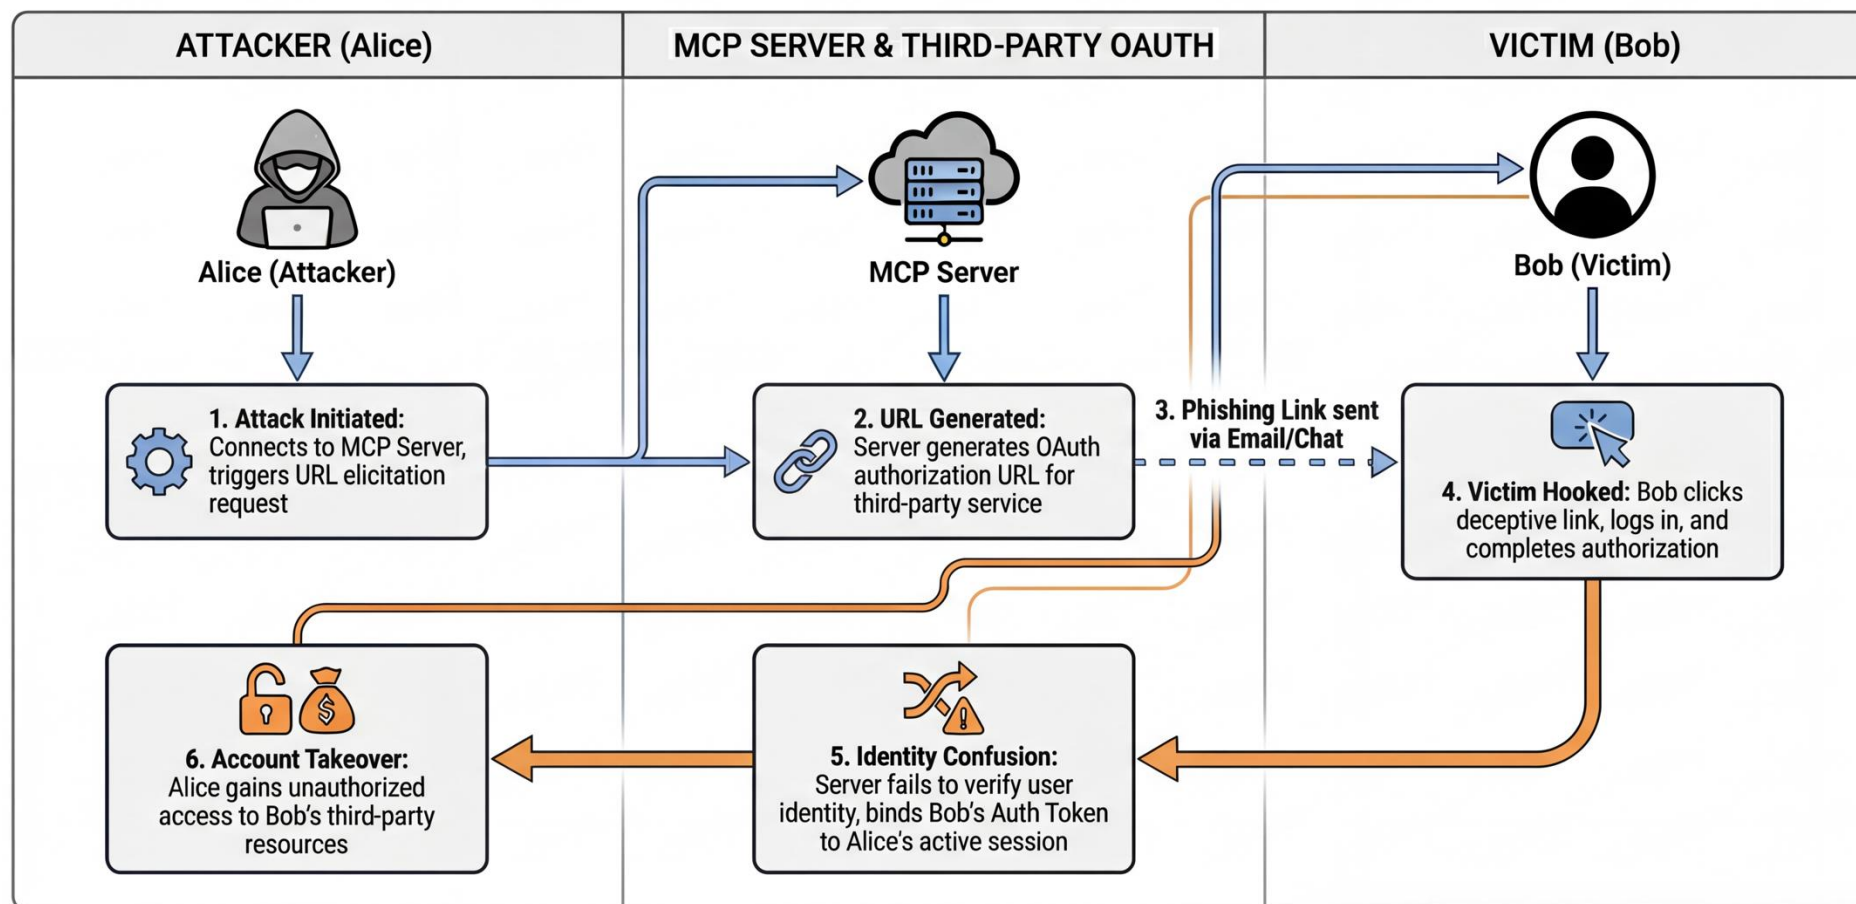 ATTACKER (Alice)
MCP SERVER & THIRD-PARTY OAUTH
VICTIM (Bob)
Alice (Attacker)
MCP Server
Bob (Victim)
1. Attack Initiated:
Connects to MCP Server,
triggers URL elicitation
request
2. URL Generated:
Server generates OAuth
authorization URL for
third-party service
3. Phishing Link sent
via Email/Chat
4. Victim Hooked: Bob clicks
deceptive link, logs in, and
completes authorization
6. Account Takeover:
Alice gains unauthorized
access to Bob's third-party
resources
5. Identity Confusion:
Server fails to verify user
identity, binds Bob's Auth Token
to Alice's active session